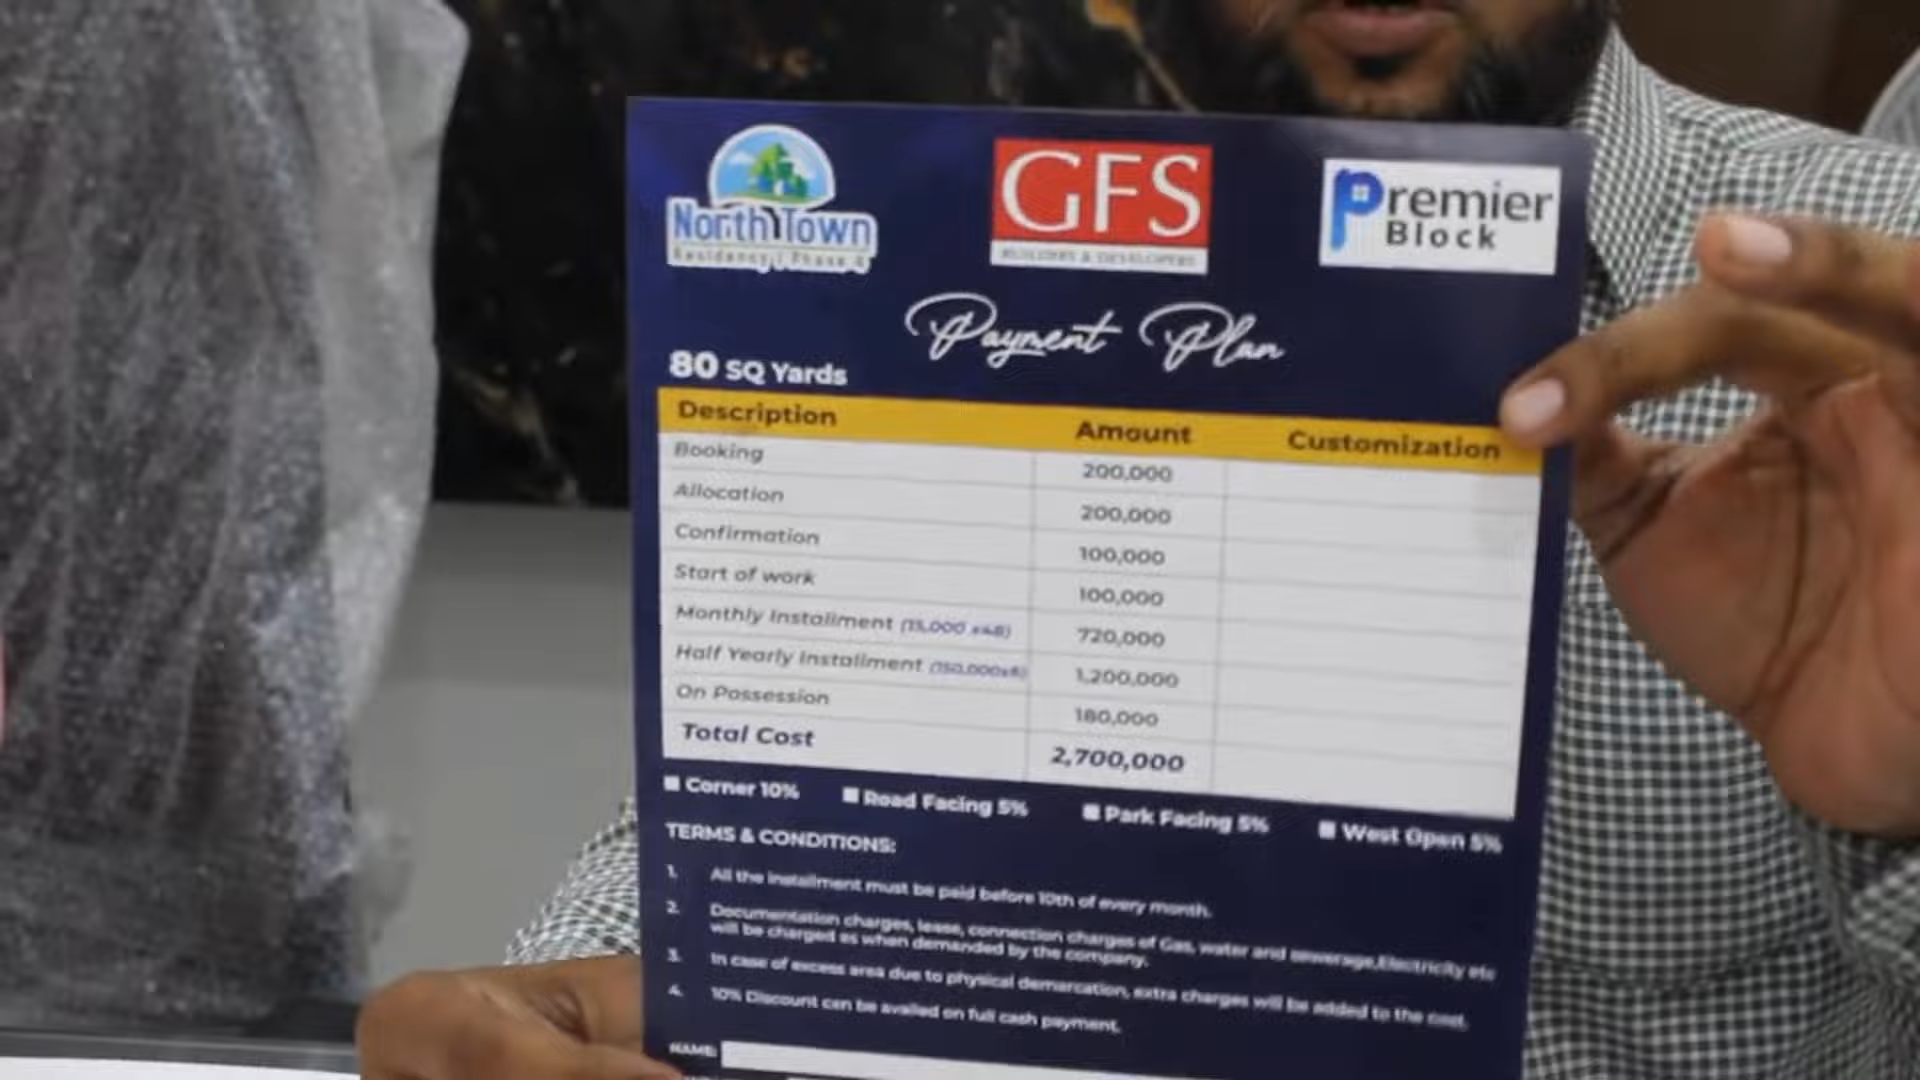 North Town
Residency | Phase 4
GFS
BUILDERS & DEVELOPERS
Premier
Block
Payment Plan
80 SQ Yards
Description Amount Customization
Booking 200,000
Allocation 200,000
Confirmation 100,000
Start of work 100,000
Monthly Installment (15,000 x48) 720,000
Half Yearly Installment (150,000x8) 1,200,000
On Possession 180,000
Total Cost 2,700,000
Corner 10% Road Facing 5% Park Facing 5% West Open 5%
TERMS & CONDITIONS:
1. All the installment must be paid before 10th of every month.
2. Documentation charges, lease, connection charges of Gas, water and sewerage,Electricity etc
will be charged as when demanded by the company.
3. In case of excess area due to physical demarcation, extra charges will be added to the cost.
4. 10% Discount can be availed on full cash payment.
NAME: